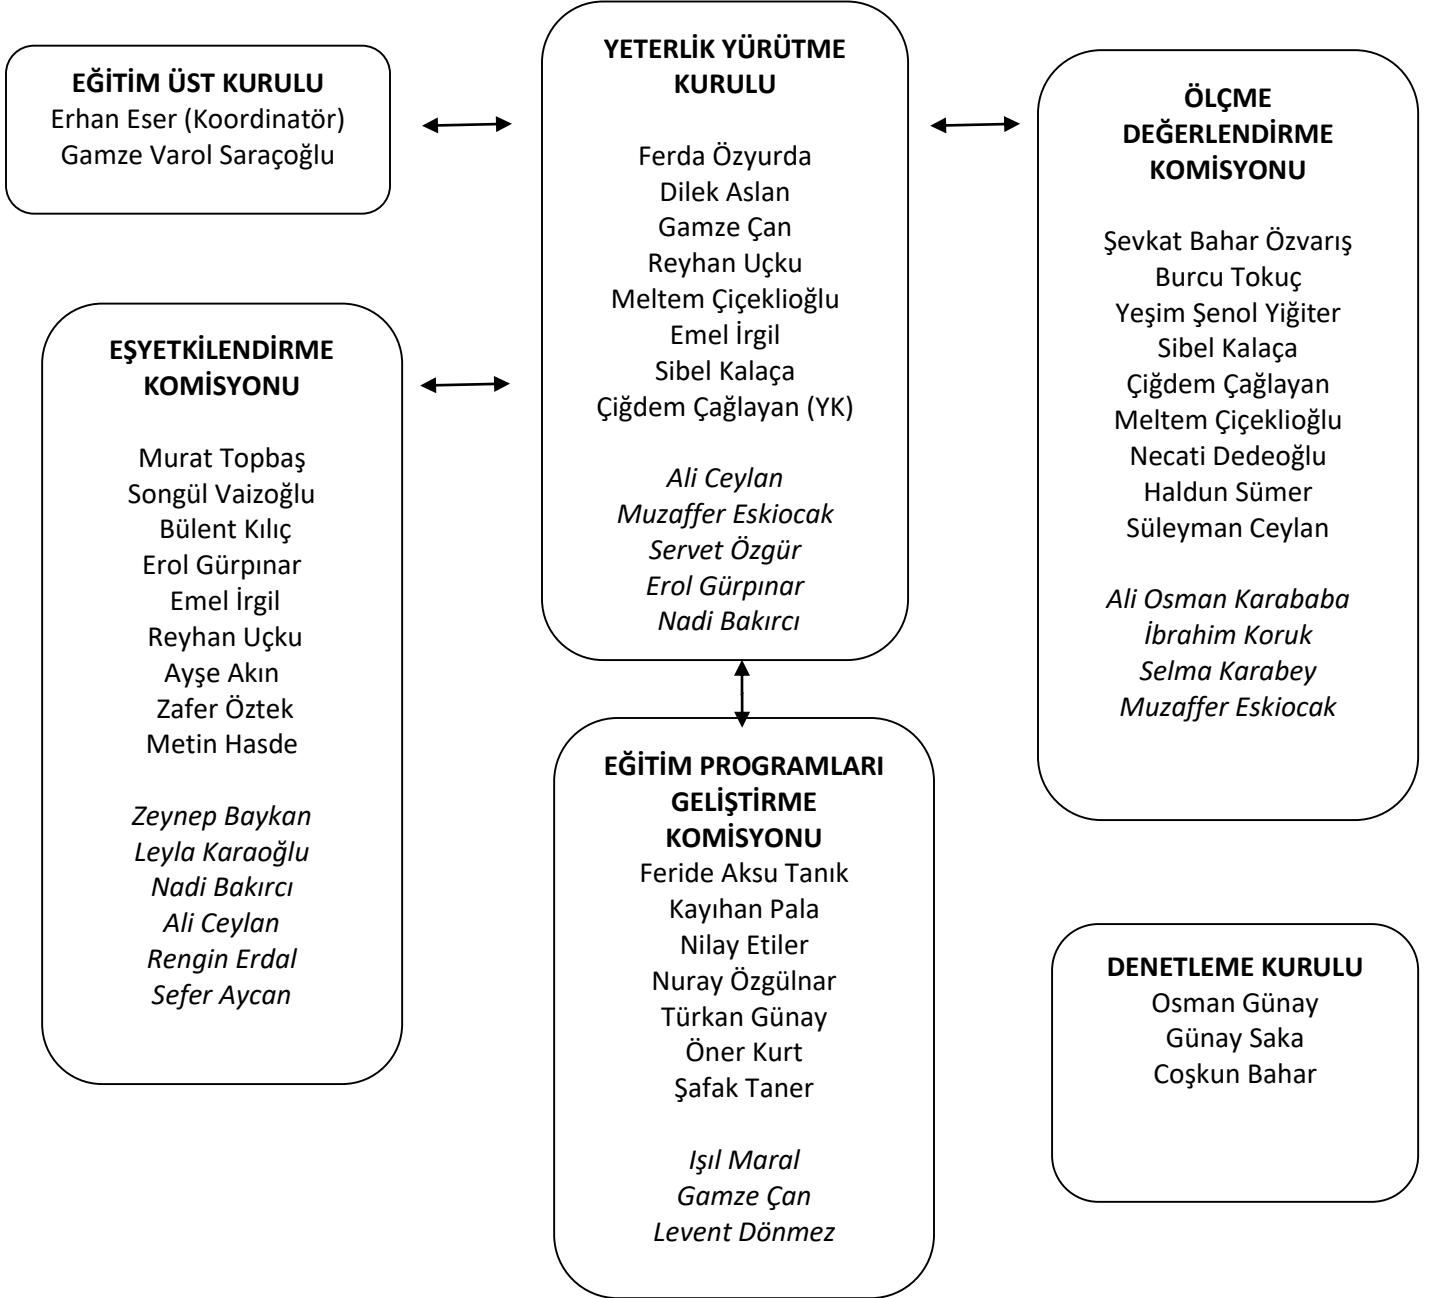 EĞİTİM ÜST KURULU
Erhan Eser (Koordinatör)
Gamze Varol Saraçoğlu
YETERLİK YÜRÜTME
KURULU
Ferda Özyurda
Dilek Aslan
Gamze Çan
Reyhan Uçku
Meltem Çiçeklioğlu
Emel İrgil
Sibel Kalaça
Çiğdem Çağlayan (YK)
Ali Ceylan
Muzaffer Eskiocak
Servet Özgür
Erol Gürpınar
Nadi Bakırcı
ÖLÇME
DEĞERLENDİRME
KOMİSYONU
Şevkat Bahar Özvarış
Burcu Tokuç
Yeşim Şenol Yiğiter
Sibel Kalaça
Çiğdem Çağlayan
Meltem Çiçeklioğlu
Necati Dedeoğlu
Haldun Sümer
Süleyman Ceylan
Ali Osman Karababa
İbrahim Koruk
Selma Karabey
Muzaffer Eskiocak
EŞYETKİLENDİRME
KOMİSYONU
Murat Topbaş
Songül Vaizoğlu
Bülent Kılıç
Erol Gürpınar
Emel İrgil
Reyhan Uçku
Ayşe Akın
Zafer Öztek
Metin Hasde
Zeynep Baykan
Leyla Karaoğlu
Nadi Bakırcı
Ali Ceylan
Rengin Erdal
Sefer Aycan
EĞİTİM PROGRAMLARI
GELİŞTİRME
KOMİSYONU
Feride Aksu Tanık
Kayıhan Pala
Nilay Etiler
Nuray Özgülnar
Türkan Günay
Öner Kurt
Şafak Taner
Işıl Maral
Gamze Çan
Levent Dönmez
DENETLEME KURULU
Osman Günay
Günay Saka
Coşkun Bahar